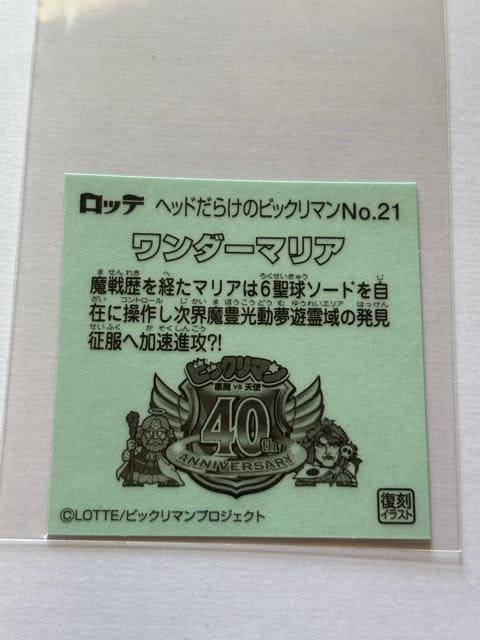 ロッテ ヘッドだらけのビックリマンNo.21
ワンダーマリア
魔戦歴を経たマリアは6聖球ソードを自
在に操作し次界魔豊光動夢遊霊域の発見
征服へ加速進攻?!
ビックリマン
悪魔 VS 天使
40th
ANNIVERSARY
©LOTTE/ビックリマンプロジェクト
復刻
イラスト